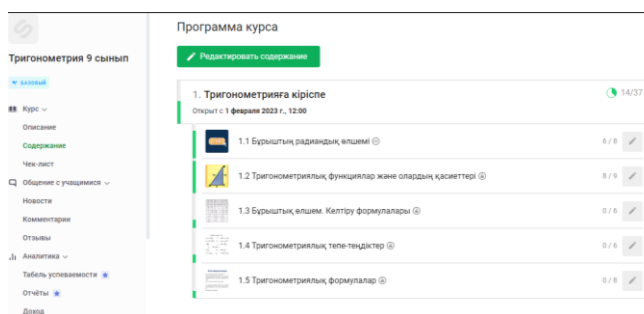 Программа курса
Тригонометрия 9 сынып
Редактировать содержание
БАЗОВЫЙ
1. Тригонометрияға кіріспе
14/37
Открыт с 1 февраля 2023 г., 12:00
Курс
Описание
Содержание
Чек-лист
Общение с учащимися
Новости
Комментарии
Отзывы
Аналитика
Табель успеваемости
Отчёты
Доход
1.1 Бұрыштың радиандық өлшемі
6 / 8
1.2 Тригонометриялық функциялар және олардың қасиеттері
8 / 9
1.3 Бұрыштық өлшем. Келтіру формулалары
0 / 6
1.4 Тригонометриялық тепе-теңдіктер
0 / 6
1.5 Тригонометриялық формулалар
0 / 8